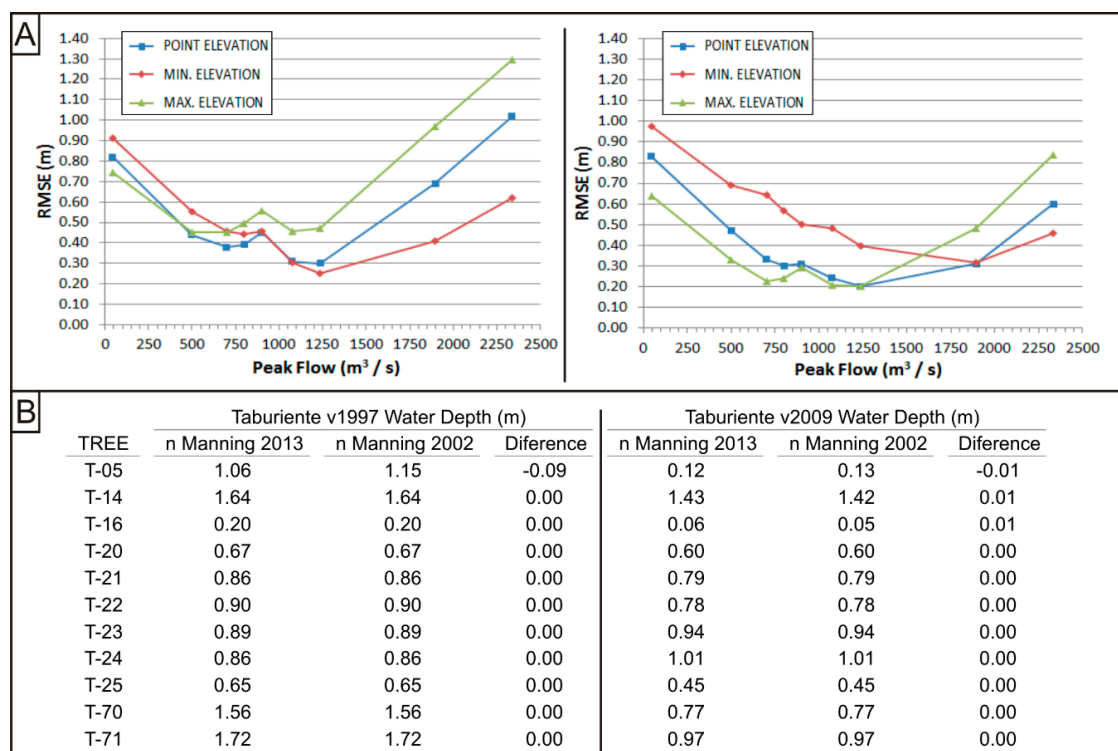 A
1.40
1.30
1.20
1.10
1.00
0.90
0.80
0.70
0.60
0.50
0.40
0.30
0.20
0.10
0.00
RMSE (m)
POINT ELEVATION
MIN. ELEVATION
MAX. ELEVATION
0 250 500 750 1000 1250 1500 1750 2000 2250 2500
Peak Flow (m³ / s)
1.40
1.30
1.20
1.10
1.00
0.90
0.80
0.70
0.60
0.50
0.40
0.30
0.20
0.10
0.00
RMSE (m)
POINT ELEVATION
MIN. ELEVATION
MAX. ELEVATION
0 250 500 750 1000 1250 1500 1750 2000 2250 2500
Peak Flow (m³ / s)
B
Taburiente v1997 Water Depth (m) Taburiente v2009 Water Depth (m)
TREE n Manning 2013 n Manning 2002 Diference n Manning 2013 n Manning 2002 Diference
T-05 1.06 1.15 -0.09 0.12 0.13 -0.01
T-14 1.64 1.64 0.00 1.43 1.42 0.01
T-16 0.20 0.20 0.00 0.06 0.05 0.01
T-20 0.67 0.67 0.00 0.60 0.60 0.00
T-21 0.86 0.86 0.00 0.79 0.79 0.00
T-22 0.90 0.90 0.00 0.78 0.78 0.00
T-23 0.89 0.89 0.00 0.94 0.94 0.00
T-24 0.86 0.86 0.00 1.01 1.01 0.00
T-25 0.65 0.65 0.00 0.45 0.45 0.00
T-70 1.56 1.56 0.00 0.77 0.77 0.00
T-71 1.72 1.72 0.00 0.97 0.97 0.00